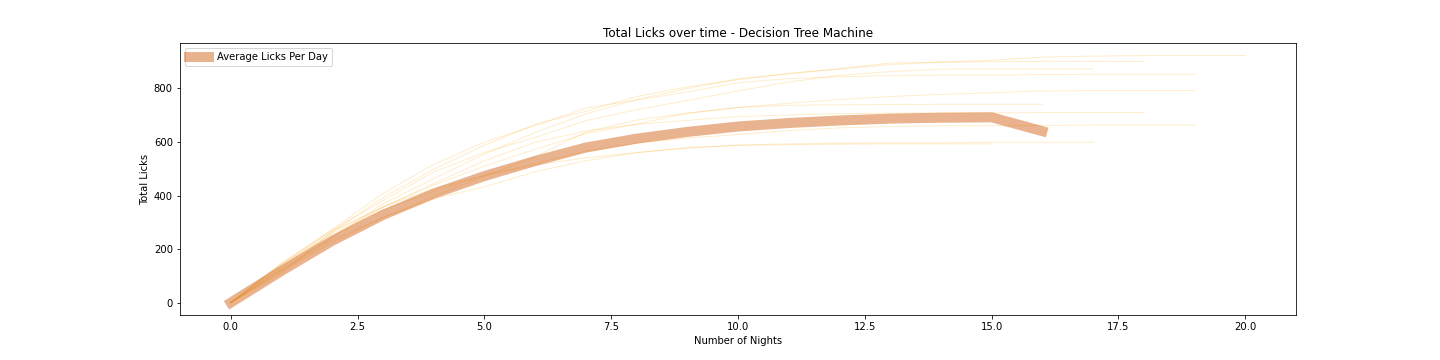 Total Licks over time - Decision Tree Machine
Average Licks Per Day
Total Licks
800
600
400
200
0
0.0 2.5 5.0 7.5 10.0 12.5 15.0 17.5 20.0
Number of Nights